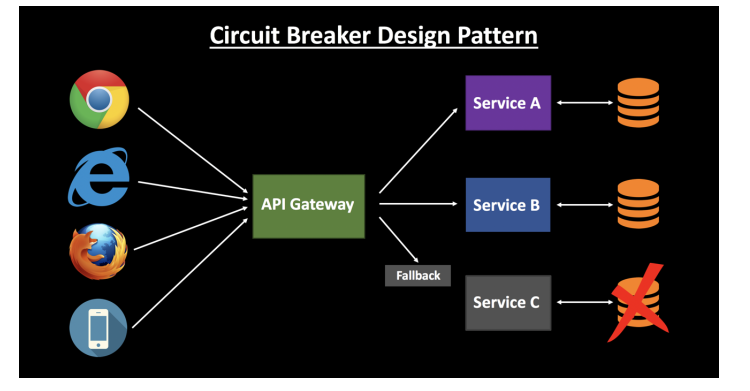 Circuit Breaker Design Pattern
Service A
API Gateway
Service B
Fallback
Service C